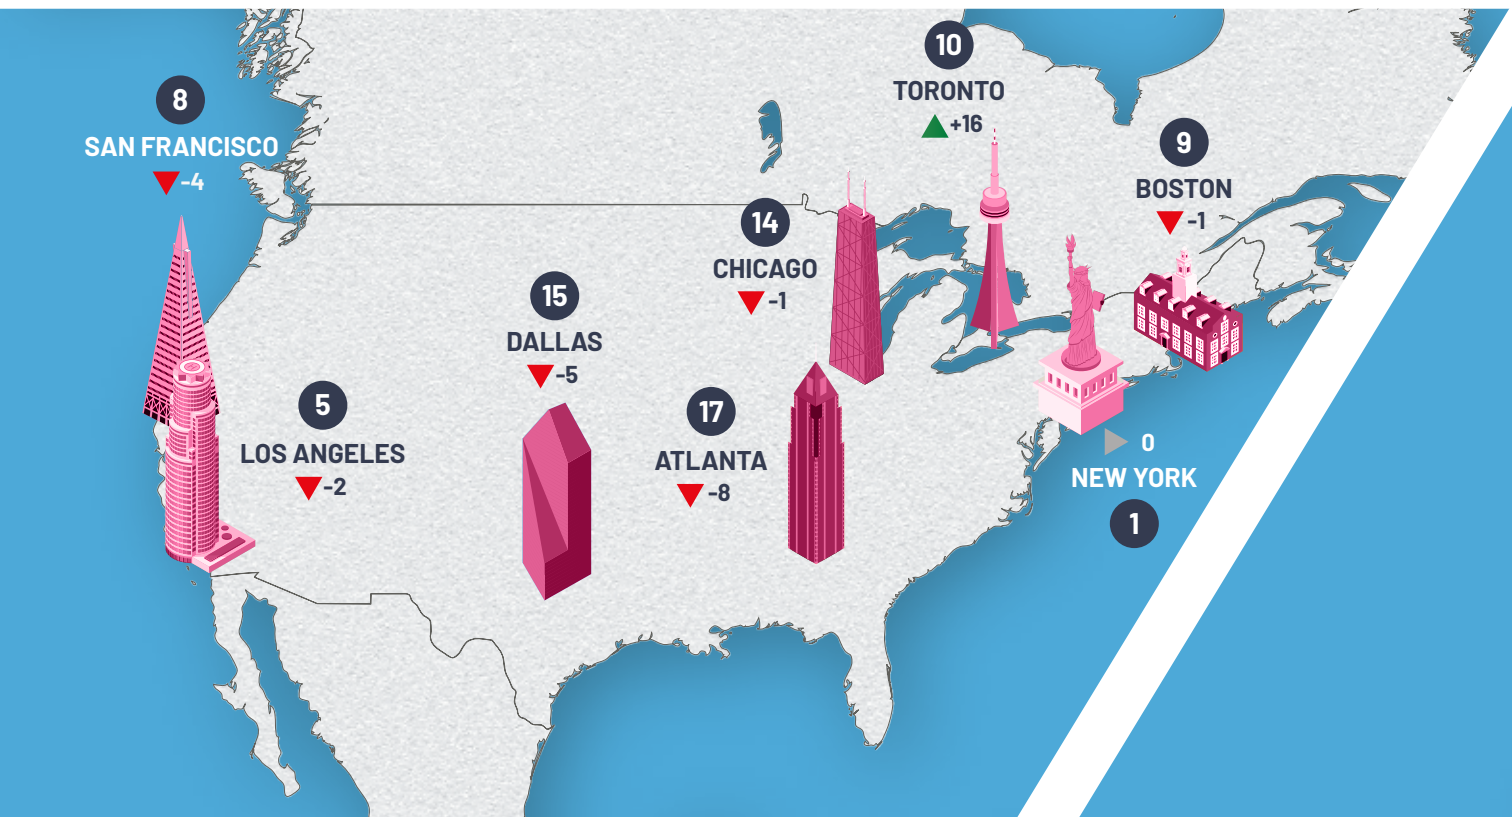 10
TORONTO
+16
8
SAN FRANCISCO
-4
9
BOSTON
-1
14
CHICAGO
-1
15
DALLAS
-5
5
LOS ANGELES
-2
17
ATLANTA
-8
0
NEW YORK
1